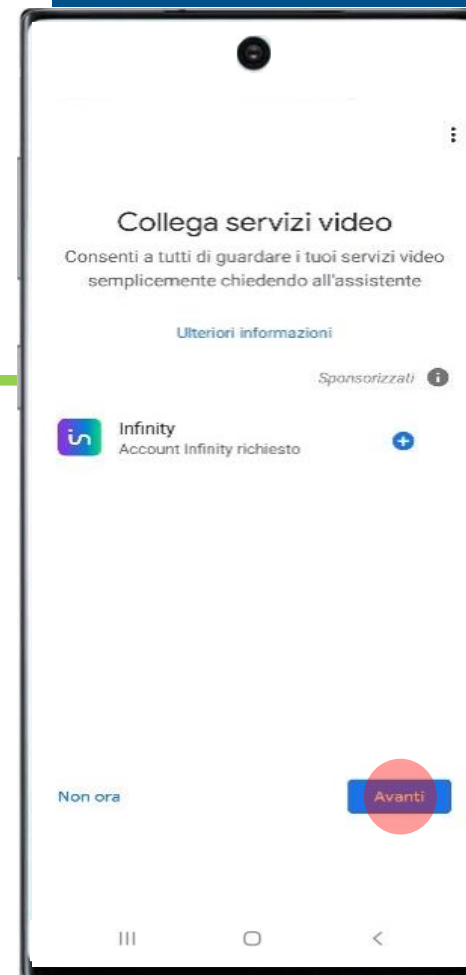 Collega servizi video
Consenti a tutti di guardare i tuoi servizi video
semplicemente chiedendo all'assistente
Ulteriori informazioni
Sponsorizzati
in Infinity
Account Infinity richiesto
Non ora
Avanti